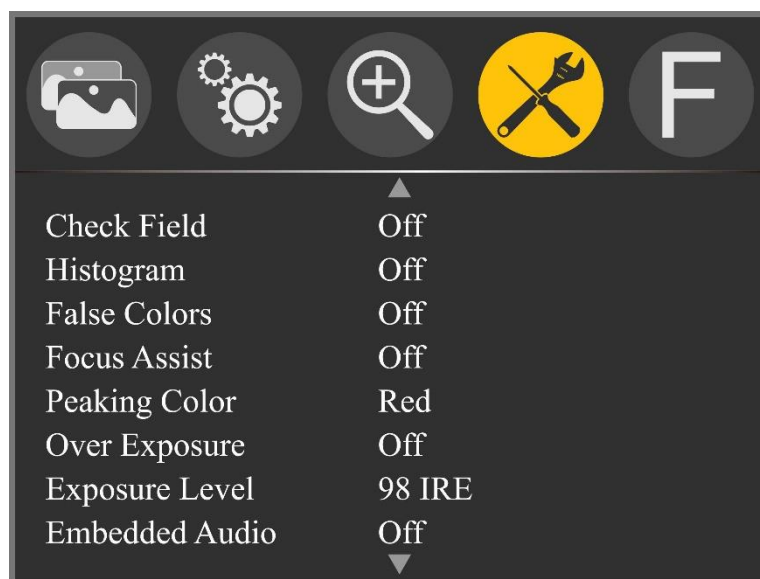 F
Check Field Off
Histogram Off
False Colors Off
Focus Assist Off
Peaking Color Red
Over Exposure Off
Exposure Level 98 IRE
Embedded Audio Off